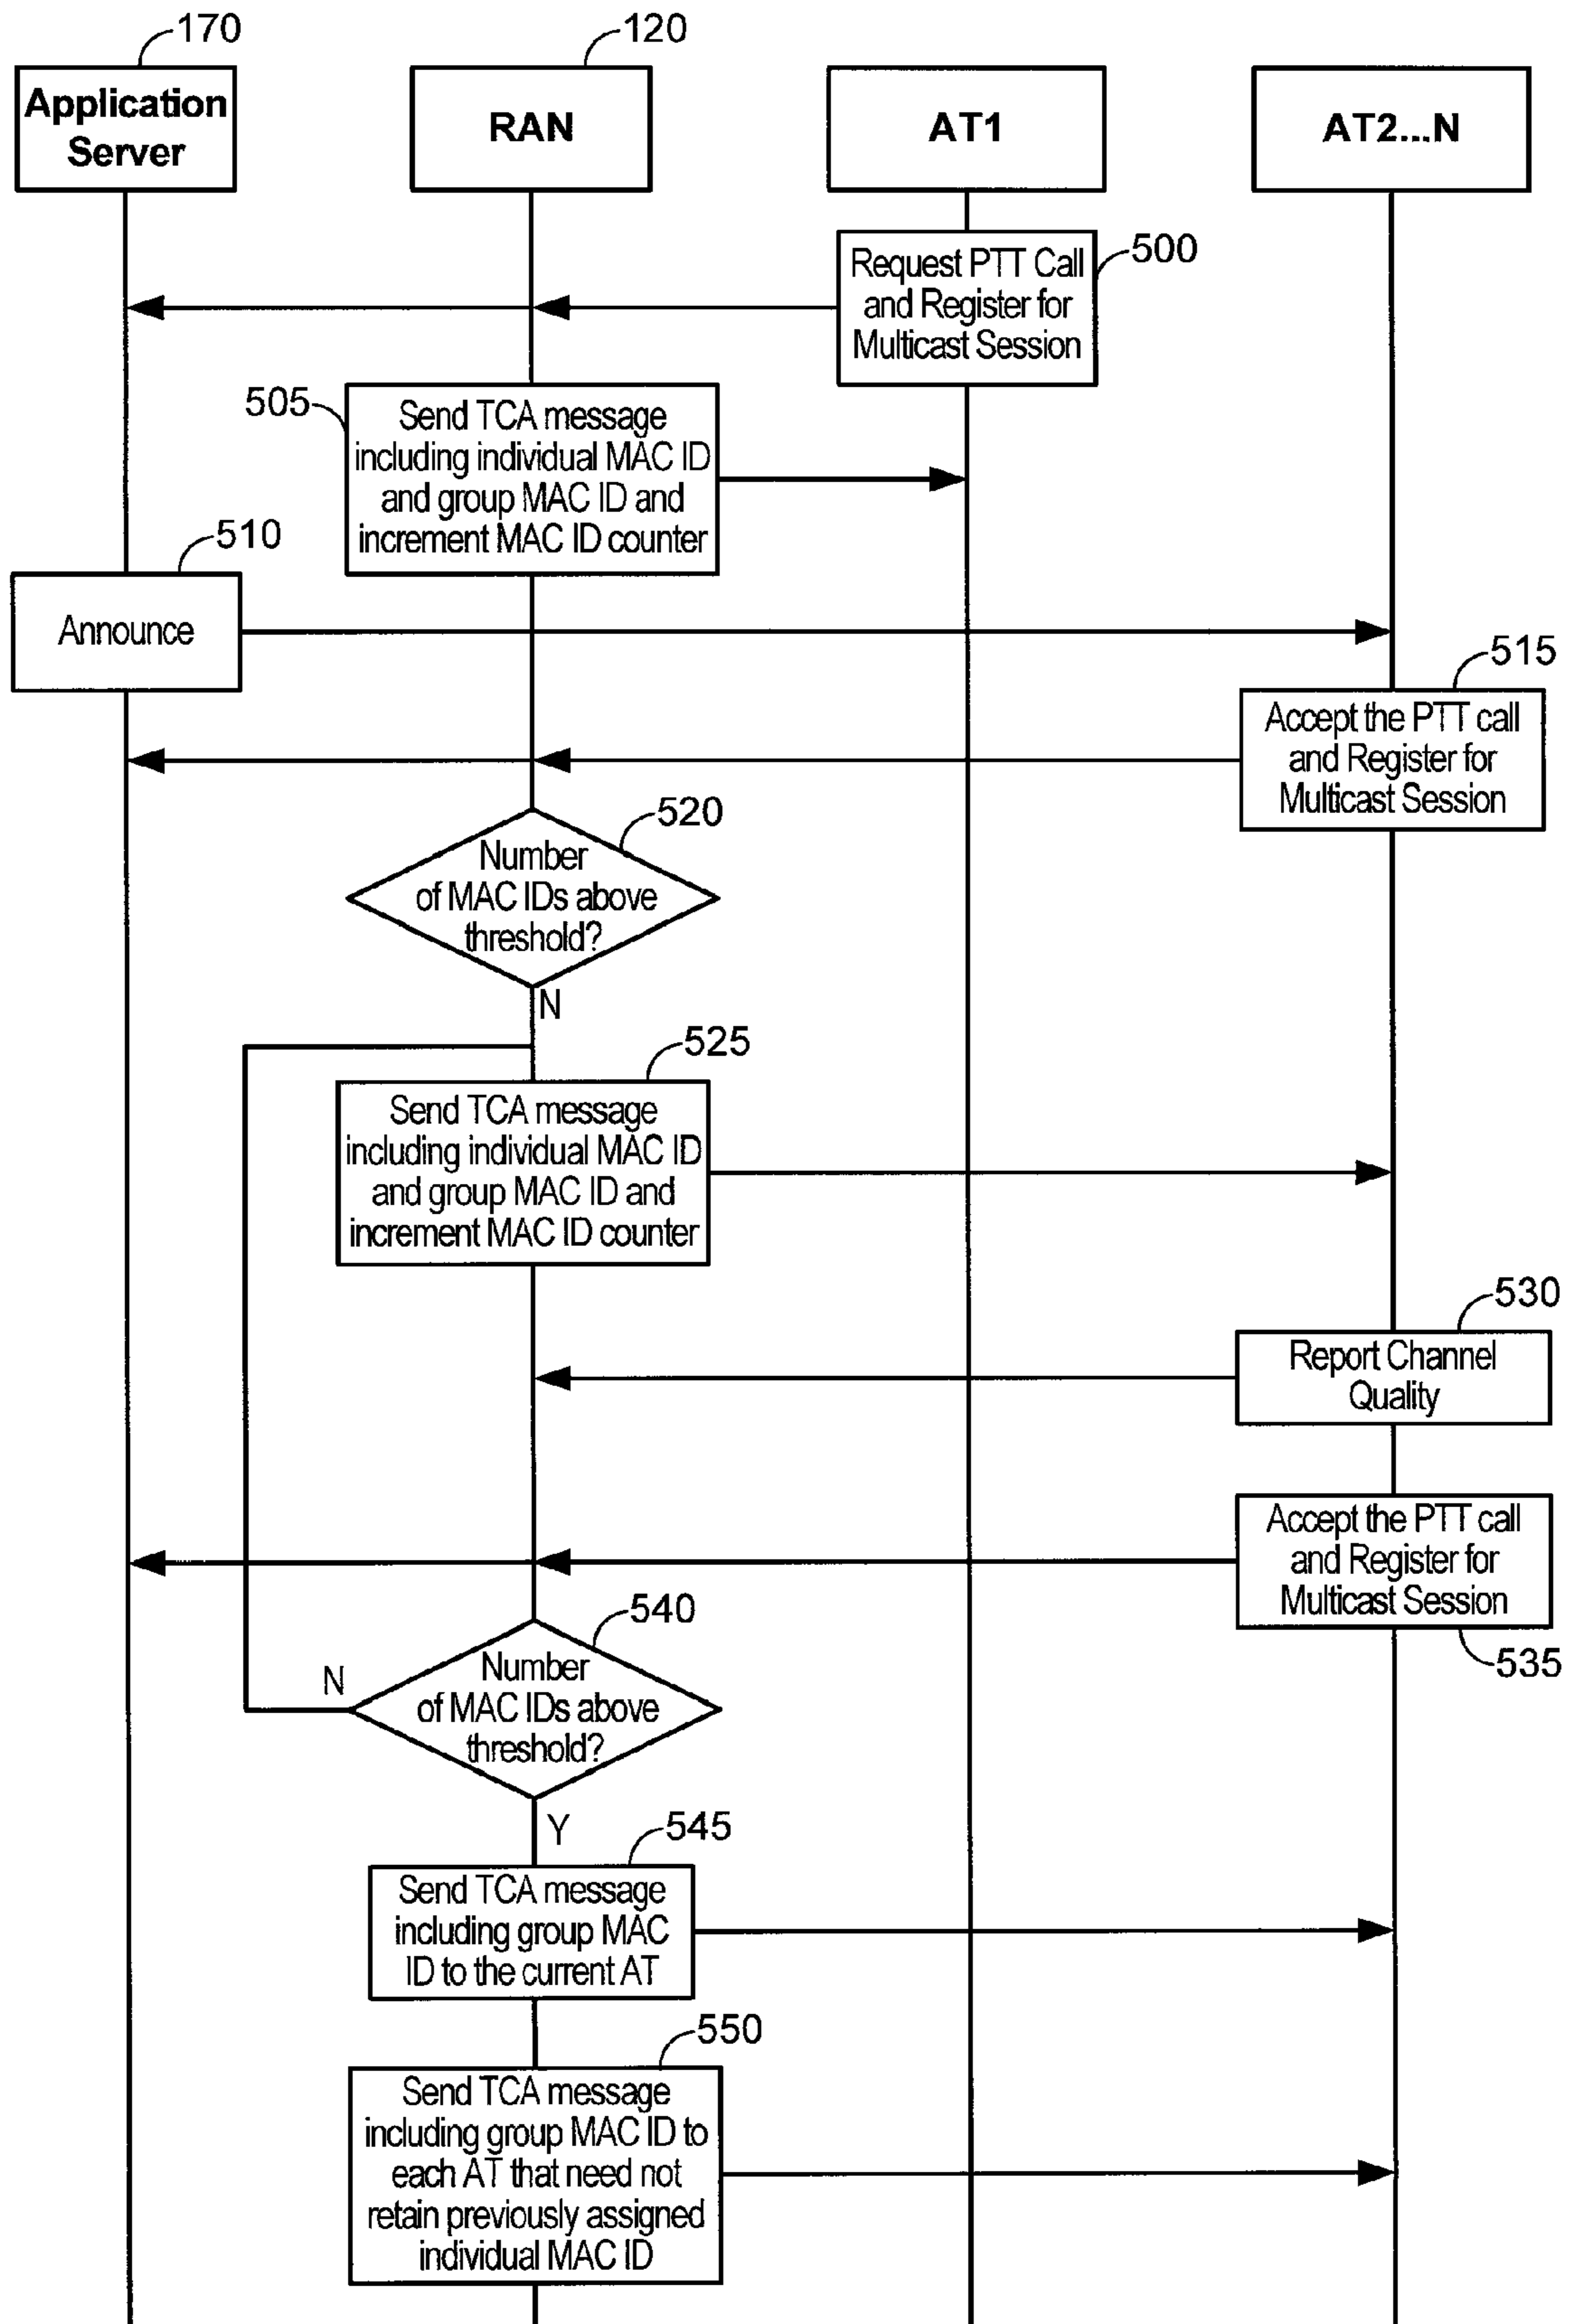 170
120
Application
Server
RAN
AT1
AT2...N
Request PTT Call
and Register for
Multicast Session
500
505
Send TCA message
including individual MAC ID
and group MAC ID and
increment MAC ID counter
510
Announce
515
Accept the PTT call
and Register for
Multicast Session
520
Number
of MAC IDs above
threshold?
N
525
Send TCA message
including individual MAC ID
and group MAC ID and
increment MAC ID counter
530
Report Channel
Quality
Accept the PTT call
and Register for
Multicast Session
535
540
Number
of MAC IDs above
threshold?
N
Y
545
Send TCA message
including group MAC
ID to the current AT
550
Send TCA message
including group MAC ID to
each AT that need not
retain previously assigned
individual MAC ID